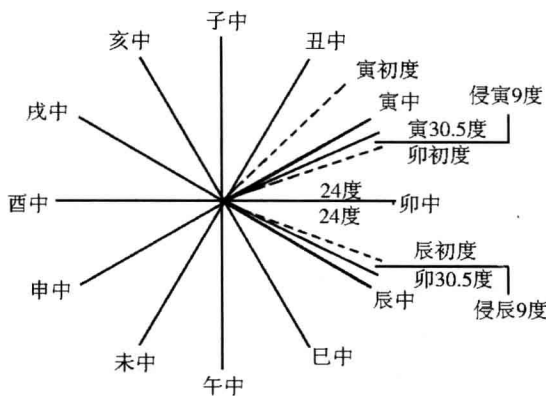 子中
亥中
丑中
寅初度
寅中
侵寅9度
戌中
寅30.5度
卯初度
24度
酉中
卯中
24度
辰初度
卯30.5度
申中
辰中
侵辰9度
未中
巳中
午中